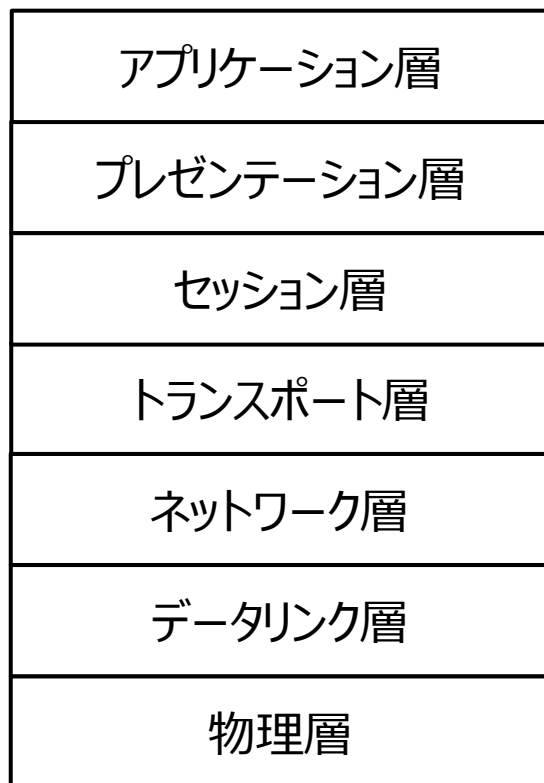 アプリケーション層
プレゼンテーション層
セッション層
トランスポート層
ネットワーク層
データリンク層
物理層